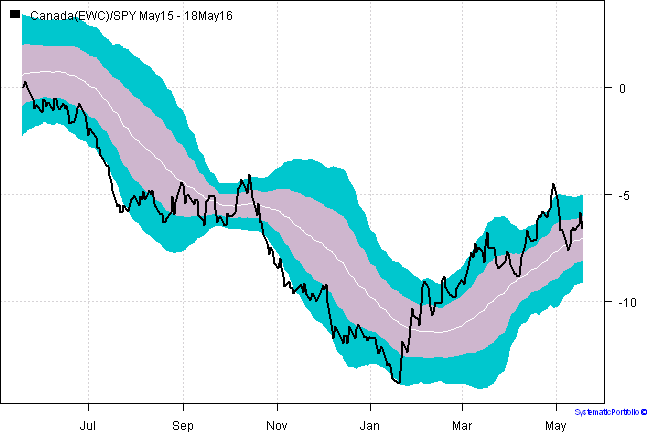 Canada(EWC)/SPY May15 - 18May16
0
-5
-10
SystematicPortfolio ©
Jul Sep Nov Jan Mar May